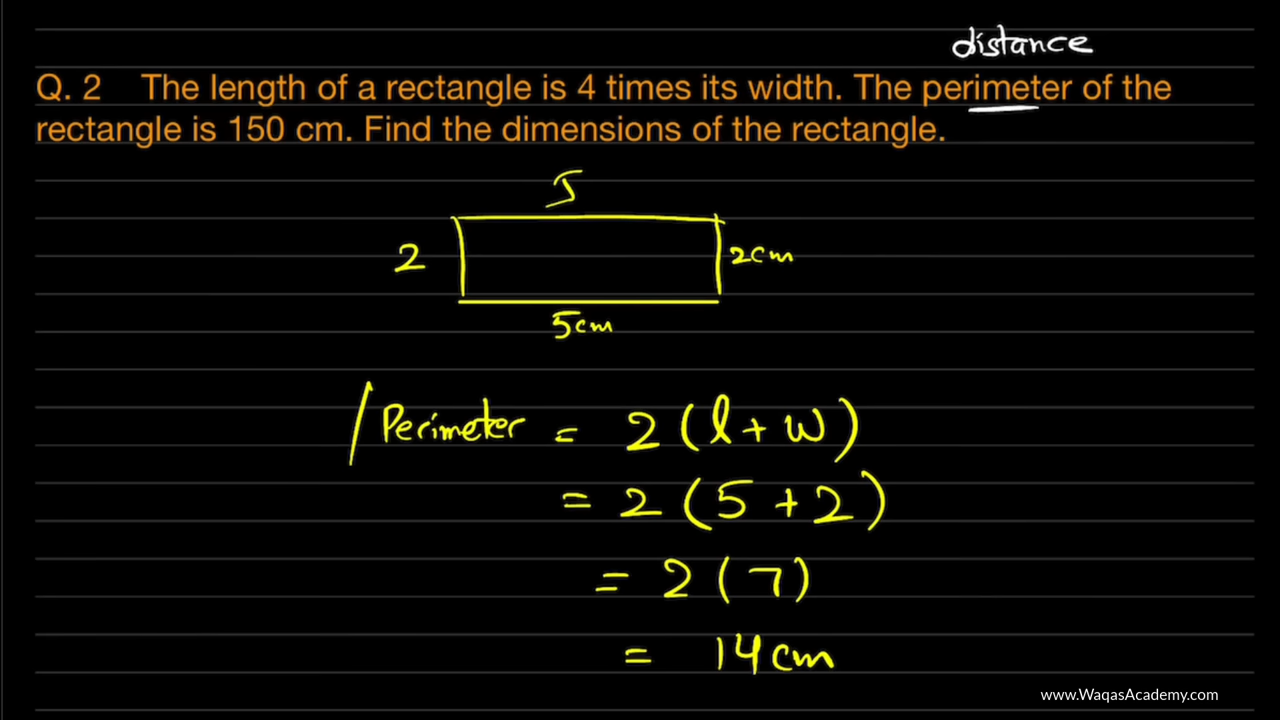 distance
Q. 2 The length of a rectangle is 4 times its width. The perimeter of the
rectangle is 150 cm. Find the dimensions of the rectangle.
5
2
2cm
5cm
Perimeter = 2(l+w)
= 2(5+2)
= 2(7)
= 14cm
www.WaqasAcademy.com